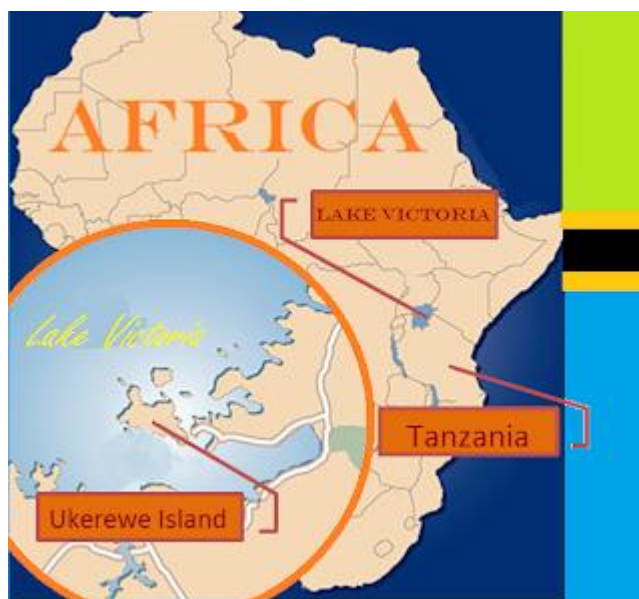 AFRICA
LAKE VICTORIA
Lake Victoria
Tanzania
Ukerewe Island